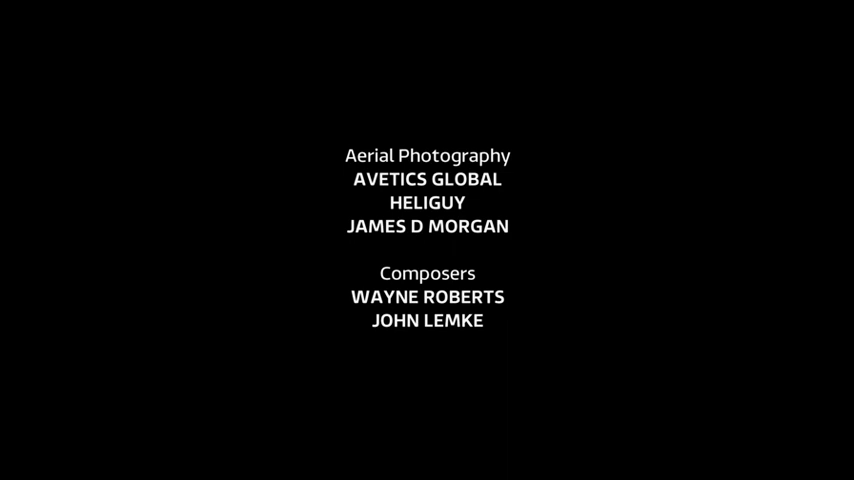 Aerial Photography
AVETICS GLOBAL
HELIGUY
JAMES D MORGAN
Composers
WAYNE ROBERTS
JOHN LEMKE